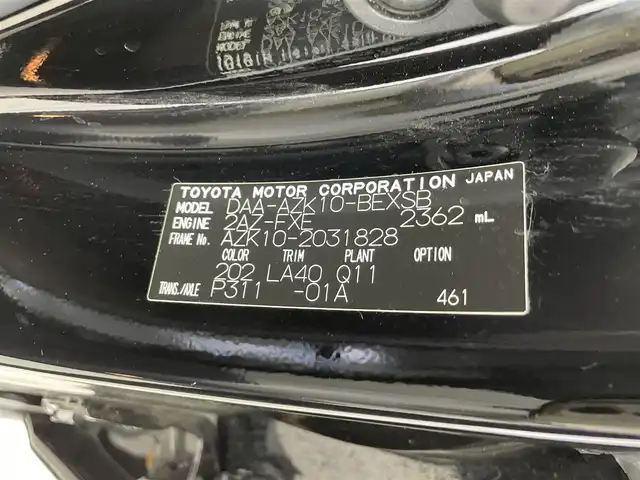 TOYOTA MOTOR CORPORATION JAPAN
MODEL DAA-AZK10-BEXSB
ENGINE 2AZ-FXE 2362 mL
FRAME No. AZK10-2031828
COLOR TRIM PLANT OPTION
202 LA40 Q11
TRANS./AXLE P311 -01A 461